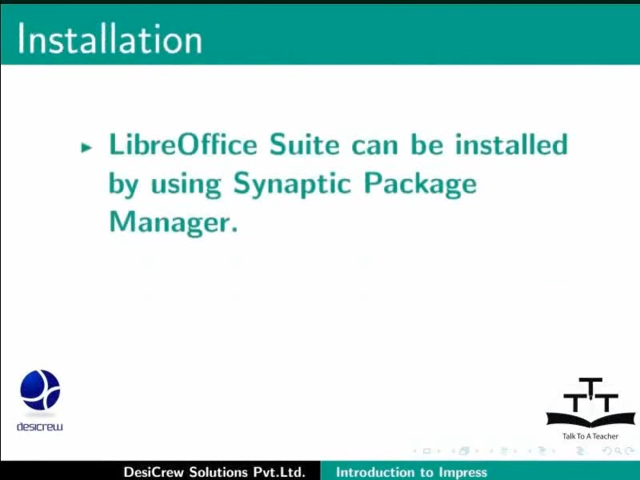 Installation
LibreOffice Suite can be installed
by using Synaptic Package
Manager.
desicrew
TTT
Talk To A Teacher
DesiCrew Solutions Pvt.Ltd. Introduction to Impress